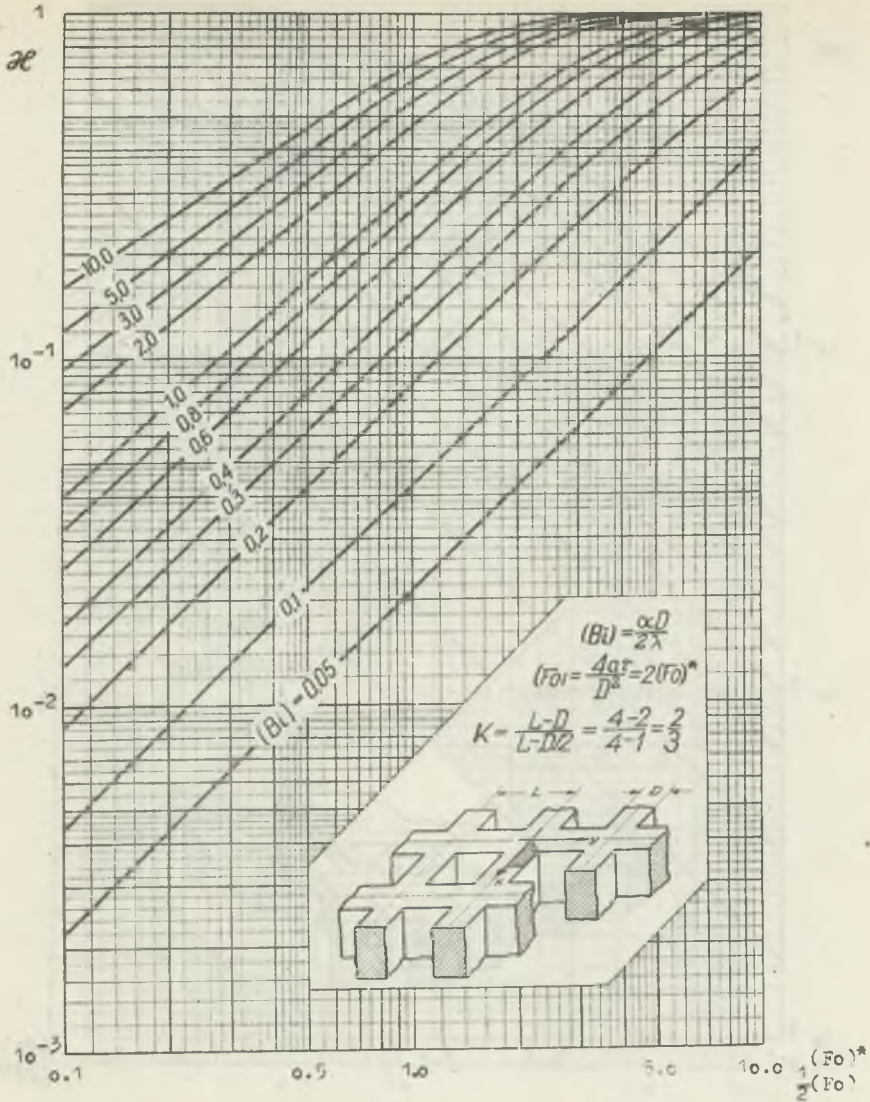 1
ϰ
10,0
5,0
3,0
2,0
10⁻¹
1,0
0,8
0,6
0,4
0,3
0,2
0,1
(Bi) = 0,05
(Bi) = αD/2λ
(Fo) = 4aτ/D² = 2(Fo)*
K = L-D/L-D/2 = 4-2/4-1 = 2/3
10⁻²
L
D
10⁻³
0.1
0.5
1.0
5.0
10.0
(Fo)*
1/2(Fo)